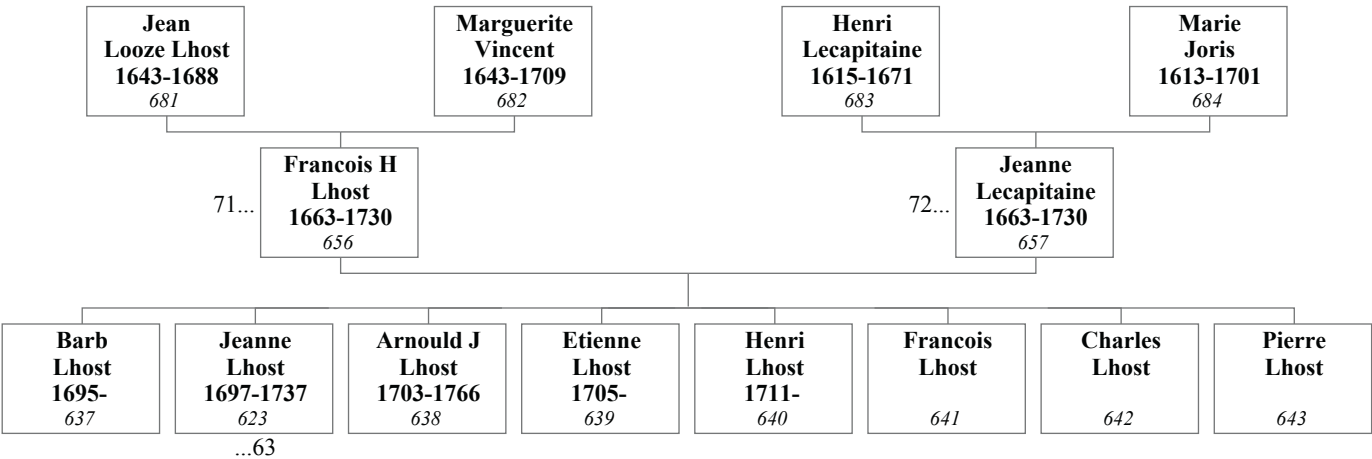 Jean
Looze Lhost
1643-1688
681
Marguerite
Vincent
1643-1709
682
Henri
Lecapitaine
1615-1671
683
Marie
Joris
1613-1701
684
71...
Francois H
Lhost
1663-1730
656
72...
Jeanne
Lecapitaine
1663-1730
657
Barb
Lhost
1695-
637
Jeanne
Lhost
1697-1737
623
...63
Arnould J
Lhost
1703-1766
638
Etienne
Lhost
1705-
639
Henri
Lhost
1711-
640
Francois
Lhost
641
Charles
Lhost
642
Pierre
Lhost
643